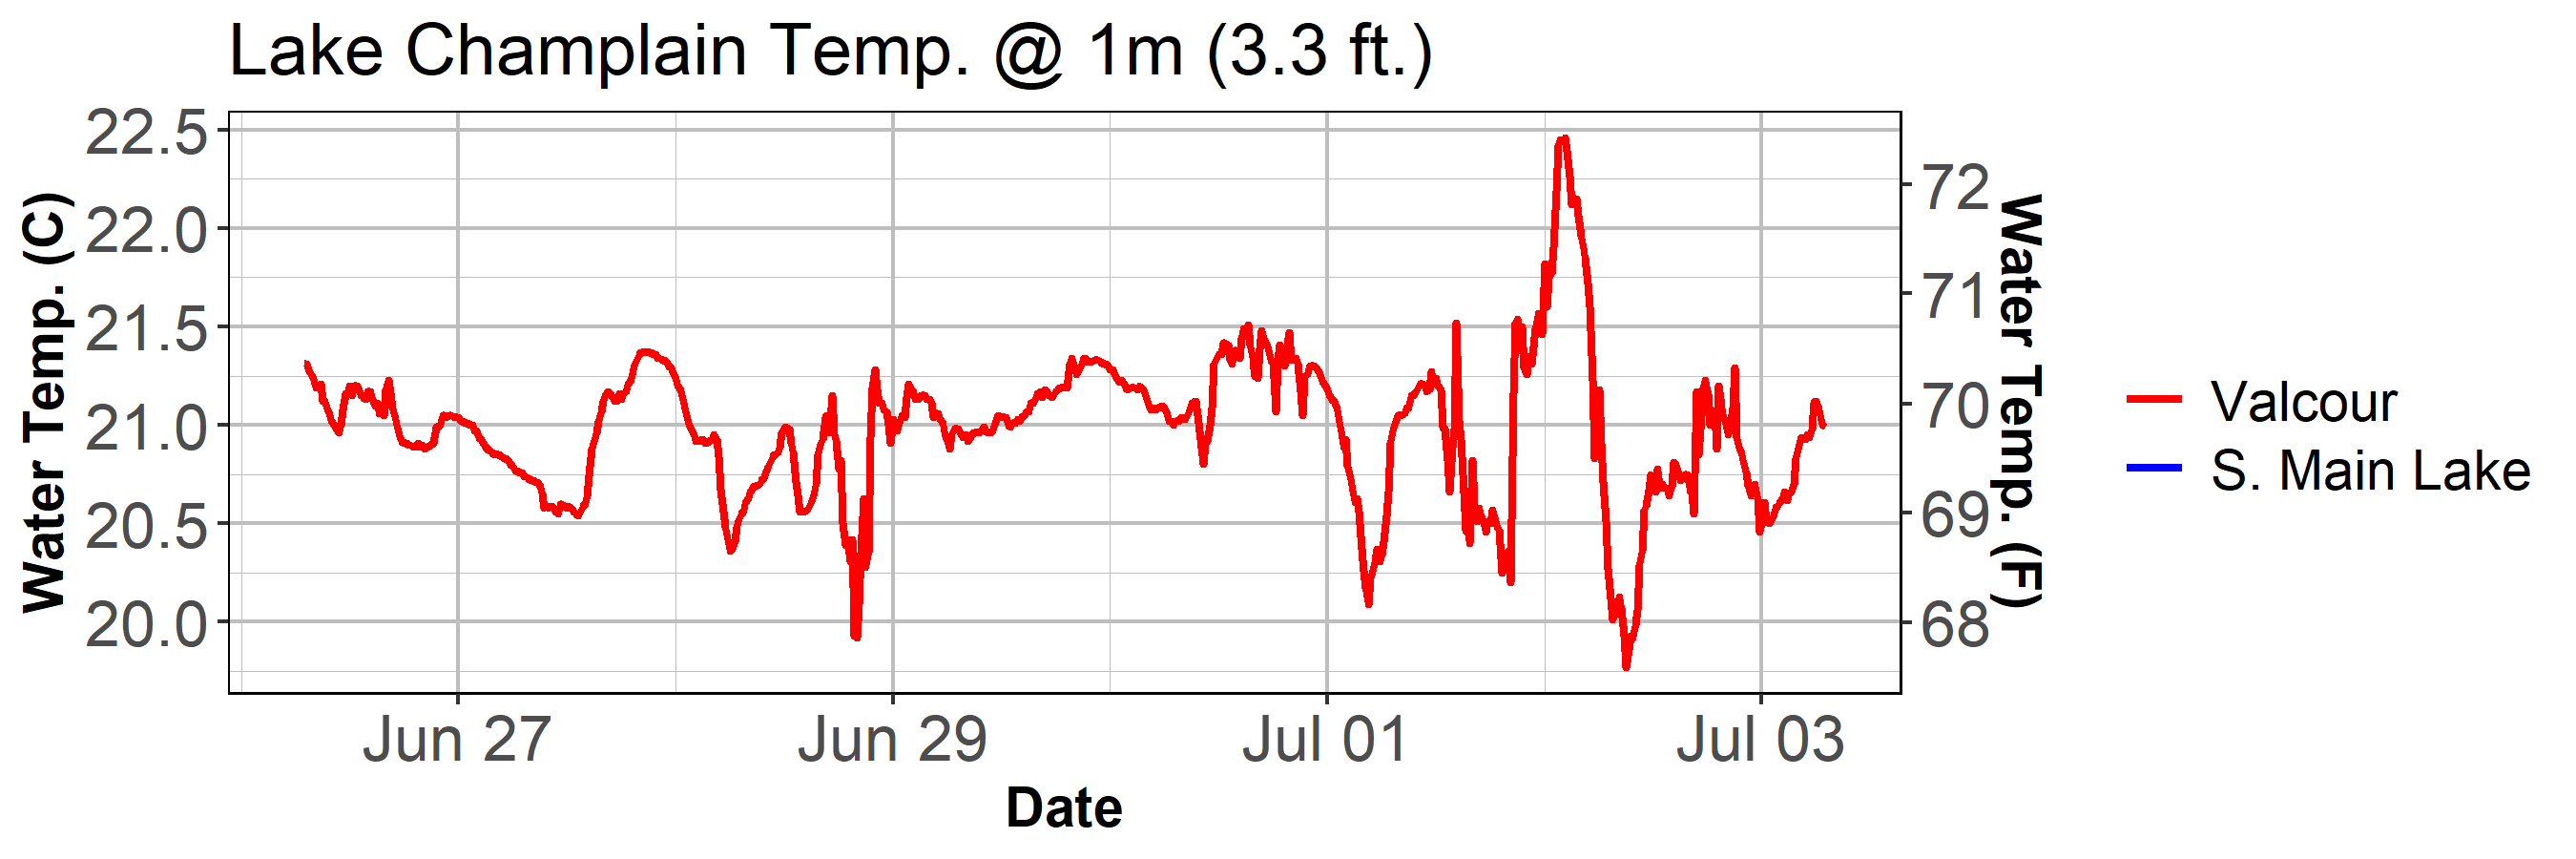 Lake Champlain Temp. @ 1m (3.3 ft.)
Water Temp. (C)
22.5
22.0
21.5
21.0
20.5
20.0
72
71
70
69
68
Water Temp. (F)
Jun 27
Jun 29
Jul 01
Jul 03
Date
Valcour
S. Main Lake